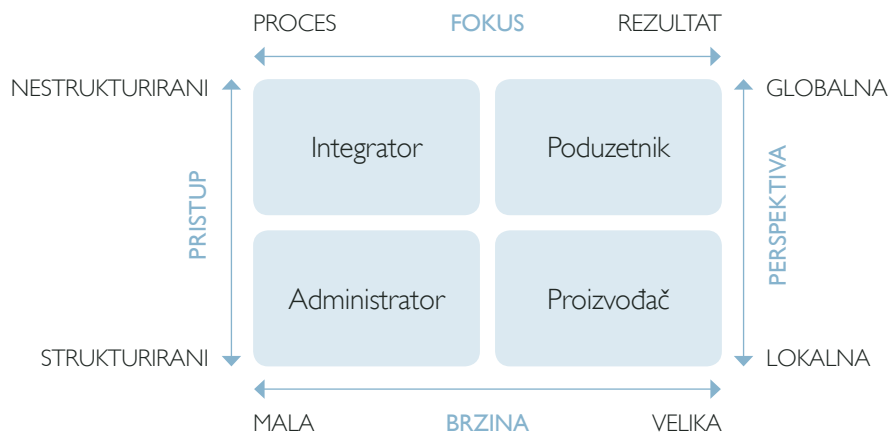 PROCES FOKUS REZULTAT
NESTRUKTURIRANI GLOBALNA
Integrator Poduzetnik
PRISTUP PERSPEKTIVA
Administrator Proizvođač
STRUKTURIRANI LOKALNA
MALA BRZINA VELIKA